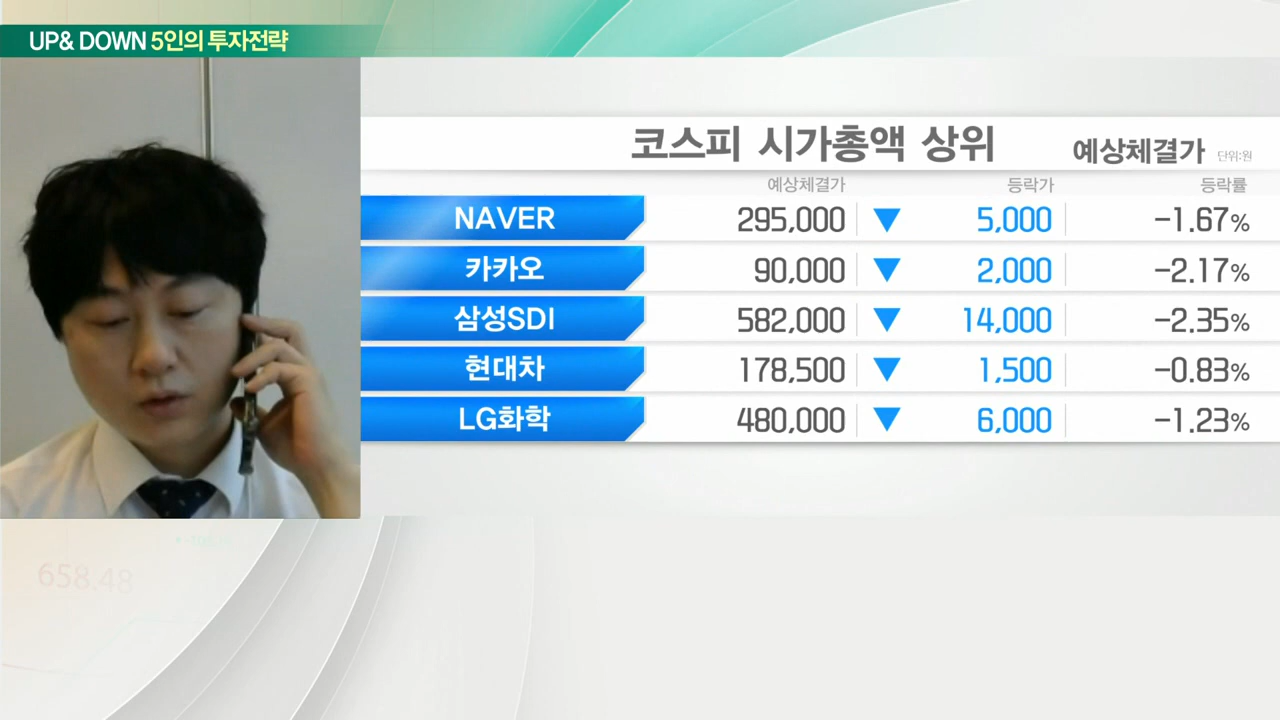 UP& DOWN 5인의 투자전략
코스피 시가총액 상위 예상체결가 단위:원
예상체결가 등락가 등락률
NAVER 295,000 ▼ 5,000 -1.67%
카카오 90,000 ▼ 2,000 -2.17%
삼성SDI 582,000 ▼ 14,000 -2.35%
현대차 178,500 ▼ 1,500 -0.83%
LG화학 480,000 ▼ 6,000 -1.23%
658.48